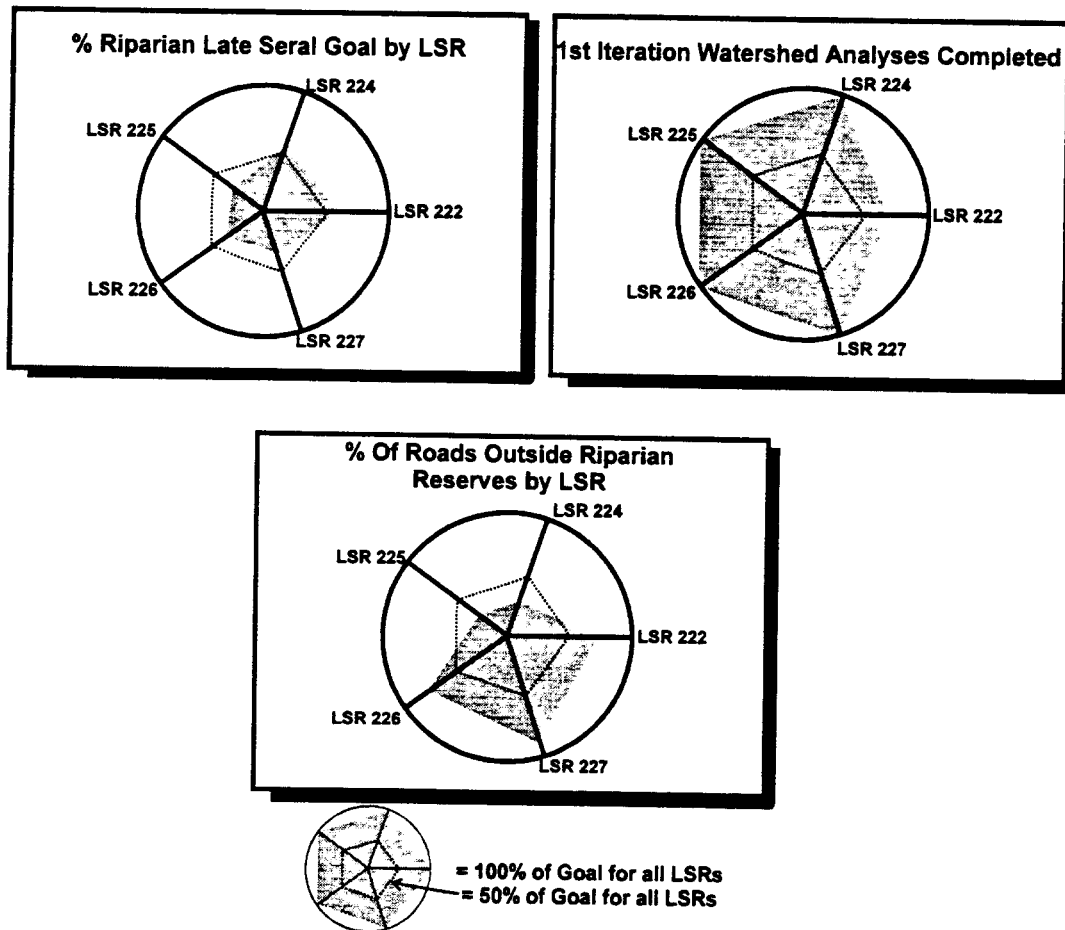 % Riparian Late Seral Goal by LSR
LSR 224
LSR 225
LSR 222
LSR 226
LSR 227
1st Iteration Watershed Analyses Completed
LSR 224
LSR 225
LSR 222
LSR 226
LSR 227
% Of Roads Outside Riparian
Reserves by LSR
LSR 224
LSR 225
LSR 222
LSR 226
LSR 227
= 100% of Goal for all LSRs
= 50% of Goal for all LSRs